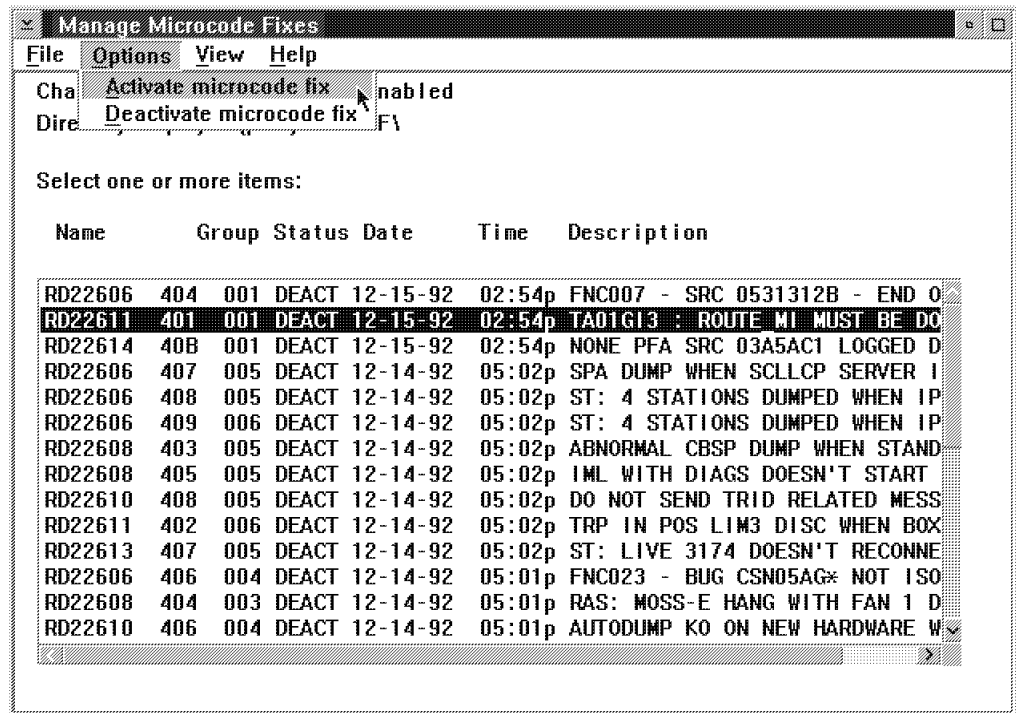 Manage Microcode Fixes
File Options View Help
Activate microcode fix
Deactivate microcode fix
Cha nabled
Dire F\
Select one or more items:
Name Group Status Date Time Description
RD22606 404 001 DEACT 12-15-92 02:54p FNC007 - SRC 0531312B - END O
RD22611 401 001 DEACT 12-15-92 02:54p TA01GI3 : ROUTE_MI MUST BE DO
RD22614 40B 001 DEACT 12-15-92 02:54p NONE PFA SRC 03A5AC1 LOGGED D
RD22606 407 005 DEACT 12-14-92 05:02p SPA DUMP WHEN SCLLCP SERVER I
RD22606 408 005 DEACT 12-14-92 05:02p ST: 4 STATIONS DUMPED WHEN IP
RD22606 409 006 DEACT 12-14-92 05:02p ST: 4 STATIONS DUMPED WHEN IP
RD22608 403 005 DEACT 12-14-92 05:02p ABNORMAL CBSP DUMP WHEN STAND
RD22608 405 005 DEACT 12-14-92 05:02p IML WITH DIAGS DOESN'T START
RD22610 408 005 DEACT 12-14-92 05:02p DO NOT SEND TRID RELATED MESS
RD22611 402 006 DEACT 12-14-92 05:02p TRP IN POS LIM3 DISC WHEN BOX
RD22613 407 005 DEACT 12-14-92 05:02p ST: LIVE 3174 DOESN'T RECONNE
RD22606 406 004 DEACT 12-14-92 05:01p FNC023 - BUG CSN05AG* NOT ISO
RD22608 404 003 DEACT 12-14-92 05:01p RAS: MOSS-E HANG WITH FAN 1 D
RD22610 406 004 DEACT 12-14-92 05:01p AUTODUMP KO ON NEW HARDWARE W